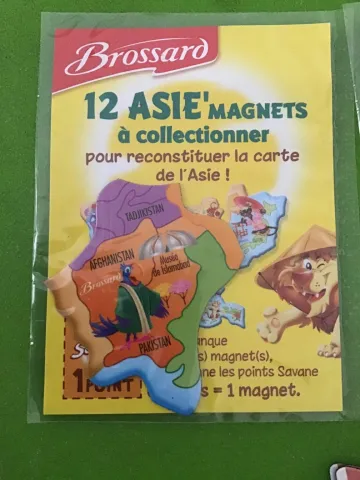 Brossard
12 ASIE'MAGNETS
à collectionner
pour reconstituer la carte
de l'Asie !
TADJIKISTAN
AFGHANISTAN
Musée
de Islamabad
Brossard
PAKISTAN
anque
) magnet(s),
ne les points Savane
1 POINT
s = 1 magnet.